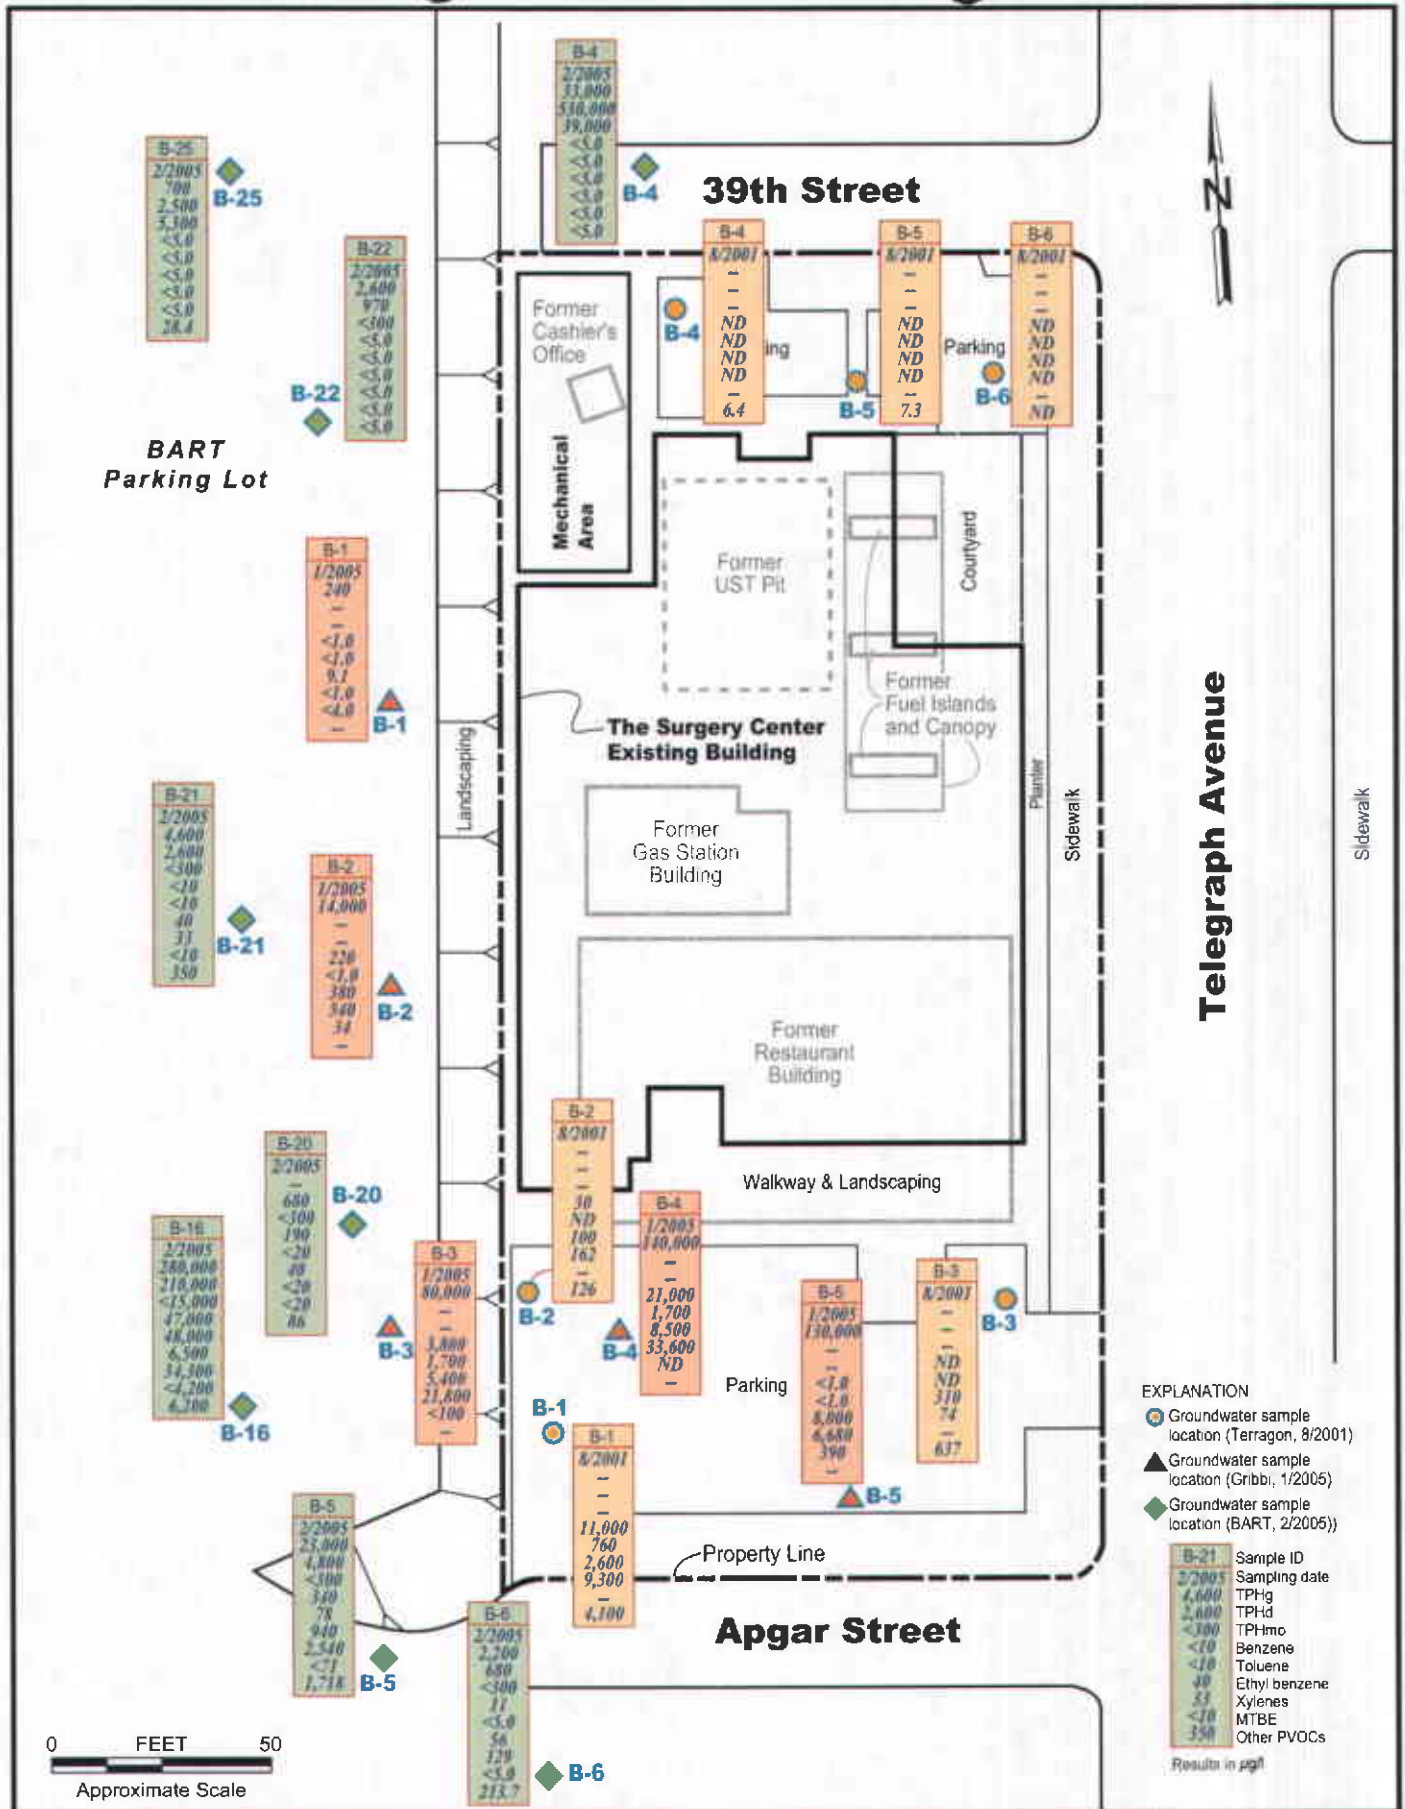 B-4
2/2005
33,000
530,000
39,000
<5.0
<5.0
<5.0
<5.0
<5.0
<5.0
B-4
39th Street
N
B-25
2/2005
700
2,500
5,300
<5.0
<5.0
<5.0
<5.0
<5.0
28.4
B-25
B-22
2/2005
2,600
970
<300
<5.0
<5.0
<5.0
<5.0
<5.0
<5.0
B-22
BART
Parking Lot
B-4
8/2001
–
–
–
ND
ND
ND
ND
–
6.4
B-4
ing
B-5
8/2001
–
–
–
ND
ND
ND
ND
–
7.3
B-5
Parking
B-6
8/2001
–
–
–
ND
ND
ND
ND
–
ND
B-6
Former
Cashier's
Office
Mechanical
Area
Former
UST Pit
Courtyard
Former
Fuel Islands
and Canopy
The Surgery Center
Existing Building
Former
Gas Station
Building
Former
Restaurant
Building
Landscaping
Planter
Sidewalk
Telegraph Avenue
Sidewalk
B-1
1/2005
240
–
–
<1.0
<1.0
9.1
<1.0
<4.0
–
B-1
B-21
2/2005
4,600
2,600
<300
<10
<10
40
33
<10
350
B-21
B-2
1/2005
14,000
–
–
220
<1.0
380
340
34
–
B-2
B-20
2/2005
–
680
<300
190
<20
40
<20
<20
86
B-20
B-16
2/2005
280,000
210,000
<15,000
47,000
48,000
6,500
34,300
<4,200
6,200
B-16
B-3
1/2005
80,000
–
–
3,800
1,700
5,400
21,800
<100
–
B-3
B-2
8/2001
–
–
–
30
ND
100
162
–
126
B-2
Walkway & Landscaping
B-4
1/2005
140,000
–
–
21,000
1,700
8,500
33,600
ND
–
B-4
Parking
B-5
1/2005
130,000
–
–
<1.0
<1.0
8,000
6,680
390
–
B-5
B-3
8/2001
–
–
–
ND
ND
310
74
–
637
B-3
B-1
B-1
8/2001
–
–
–
11,000
760
2,600
9,300
–
4,100
Property Line
Apgar Street
B-5
2/2005
23,000
4,800
<300
340
78
940
2,540
<71
1,718
B-5
B-6
2/2005
2,200
680
<300
11
<5.0
56
129
<5.0
213.7
B-6
0 FEET 50
Approximate Scale
EXPLANATION
Groundwater sample
location (Terragon, 8/2001)
Groundwater sample
location (Gribbi, 1/2005)
Groundwater sample
location (BART, 2/2005))
B-21 Sample ID
2/2005 Sampling date
4,600 TPHg
2,600 TPHd
<300 TPHmo
<10 Benzene
<10 Toluene
40 Ethyl benzene
33 Xylenes
<10 MTBE
350 Other PVOCs
Results in µg/l